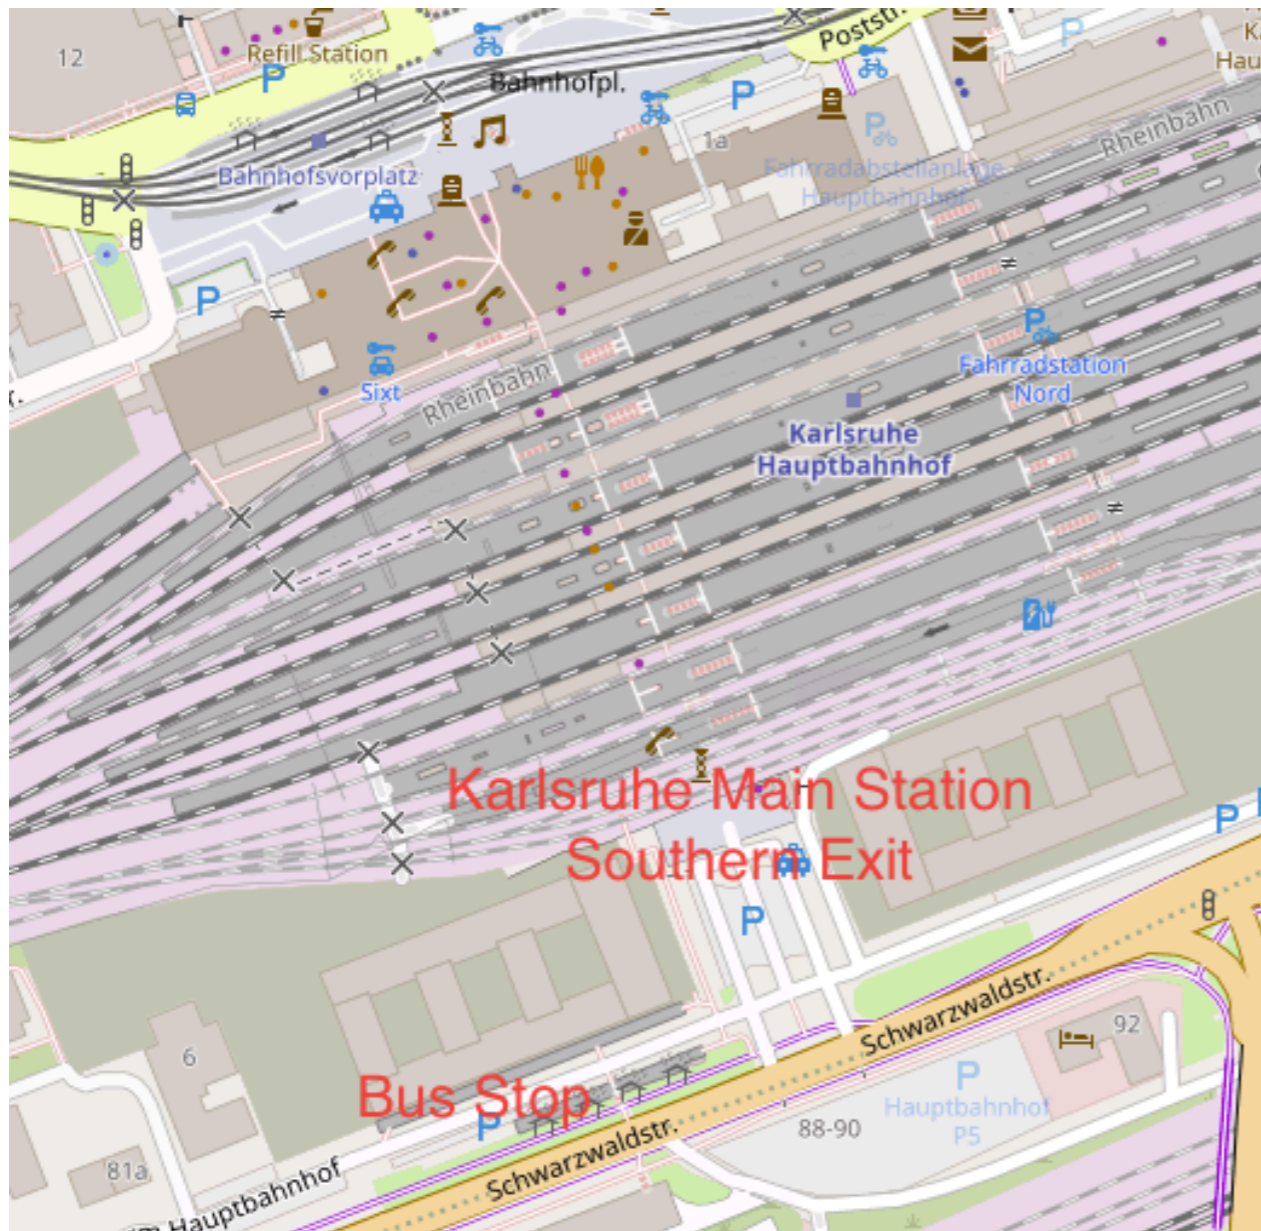 12
Refill Station
Poststr.
Bahnhofpl.
1a
Rheinbahn
Bahnhofsvorplatz
Fahrradabstellanlage
Hauptbahnhof
Sixt
Rheinbahn
Fahrradstation
Nord
Karlsruhe
Hauptbahnhof
Karlsruhe Main Station
Southern Exit
Schwarzwaldstr.
92
6
Bus Stop
Hauptbahnhof
P5
88-90
Schwarzwaldstr.
81a
Hauptbahnhof